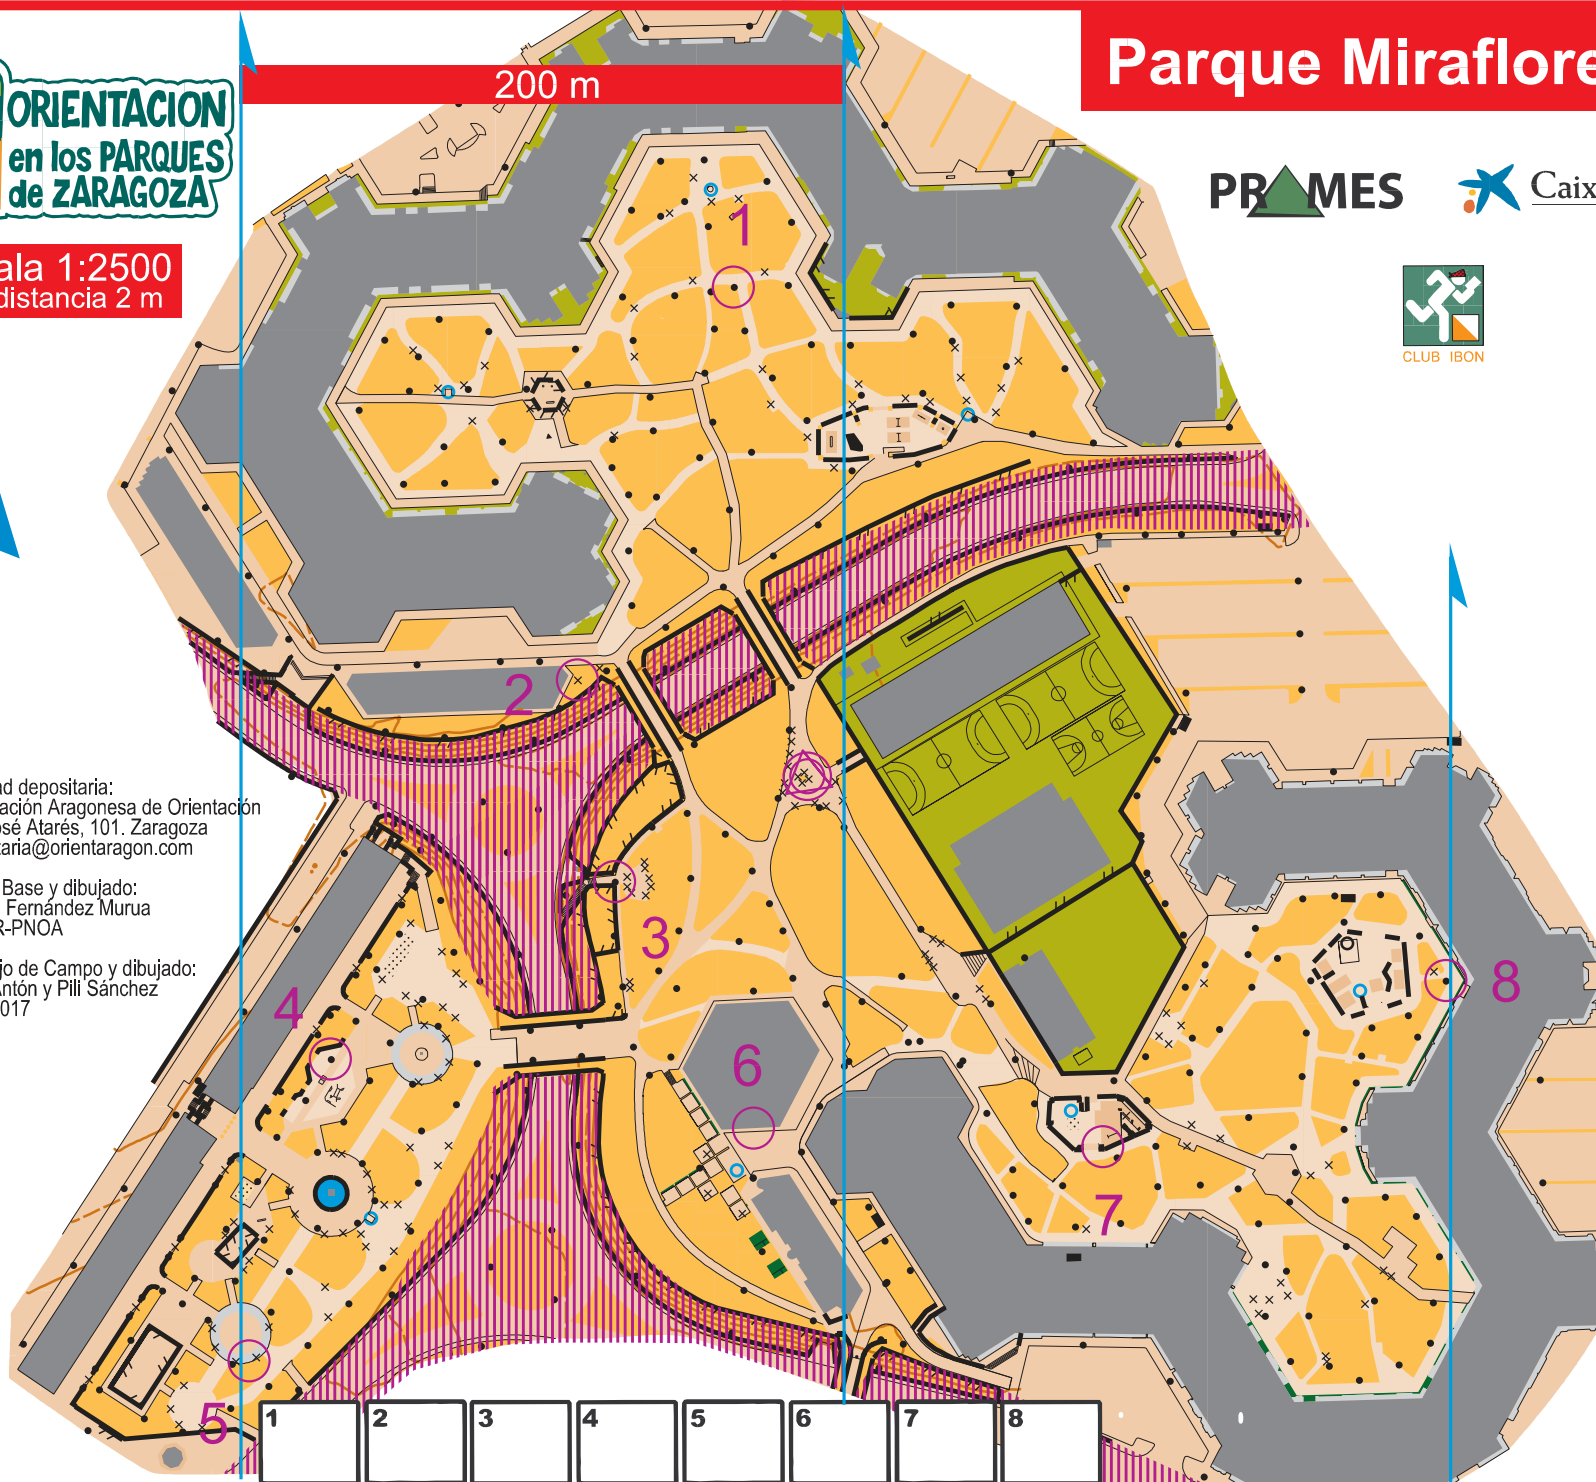 Parque Miraflore
200 m
ORIENTACION
en los PARQUES
de ZARAGOZA
PRAMES
Caix
ala 1:2500
distancia 2 m
CLUB IBON
1
2
3
4
5
6
7
8
ad depositaria:
ación Aragonesa de Orientación
osé Atarés, 101. Zaragoza
taria@orientaragon.com
Base y dibujado:
Fernández Murua
R-PNOA
jo de Campo y dibujado:
Antón y Pili Sánchez
017
1
2
3
4
5
6
7
8